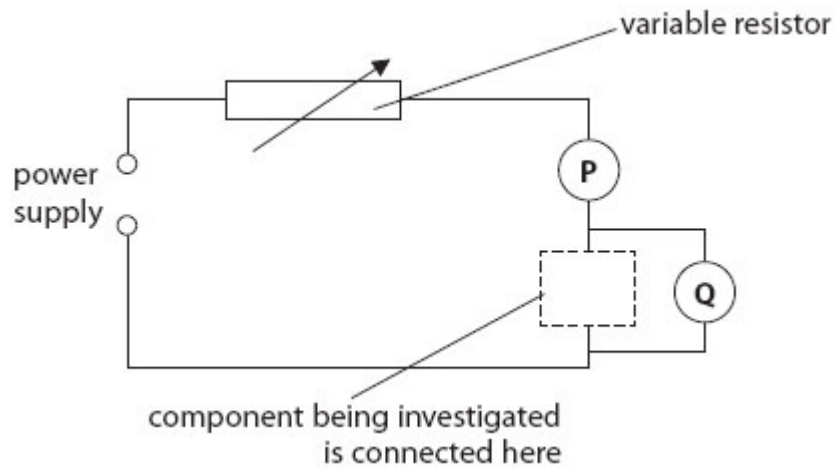 variable resistor
power
supply
P
Q
component being investigated
is connected here